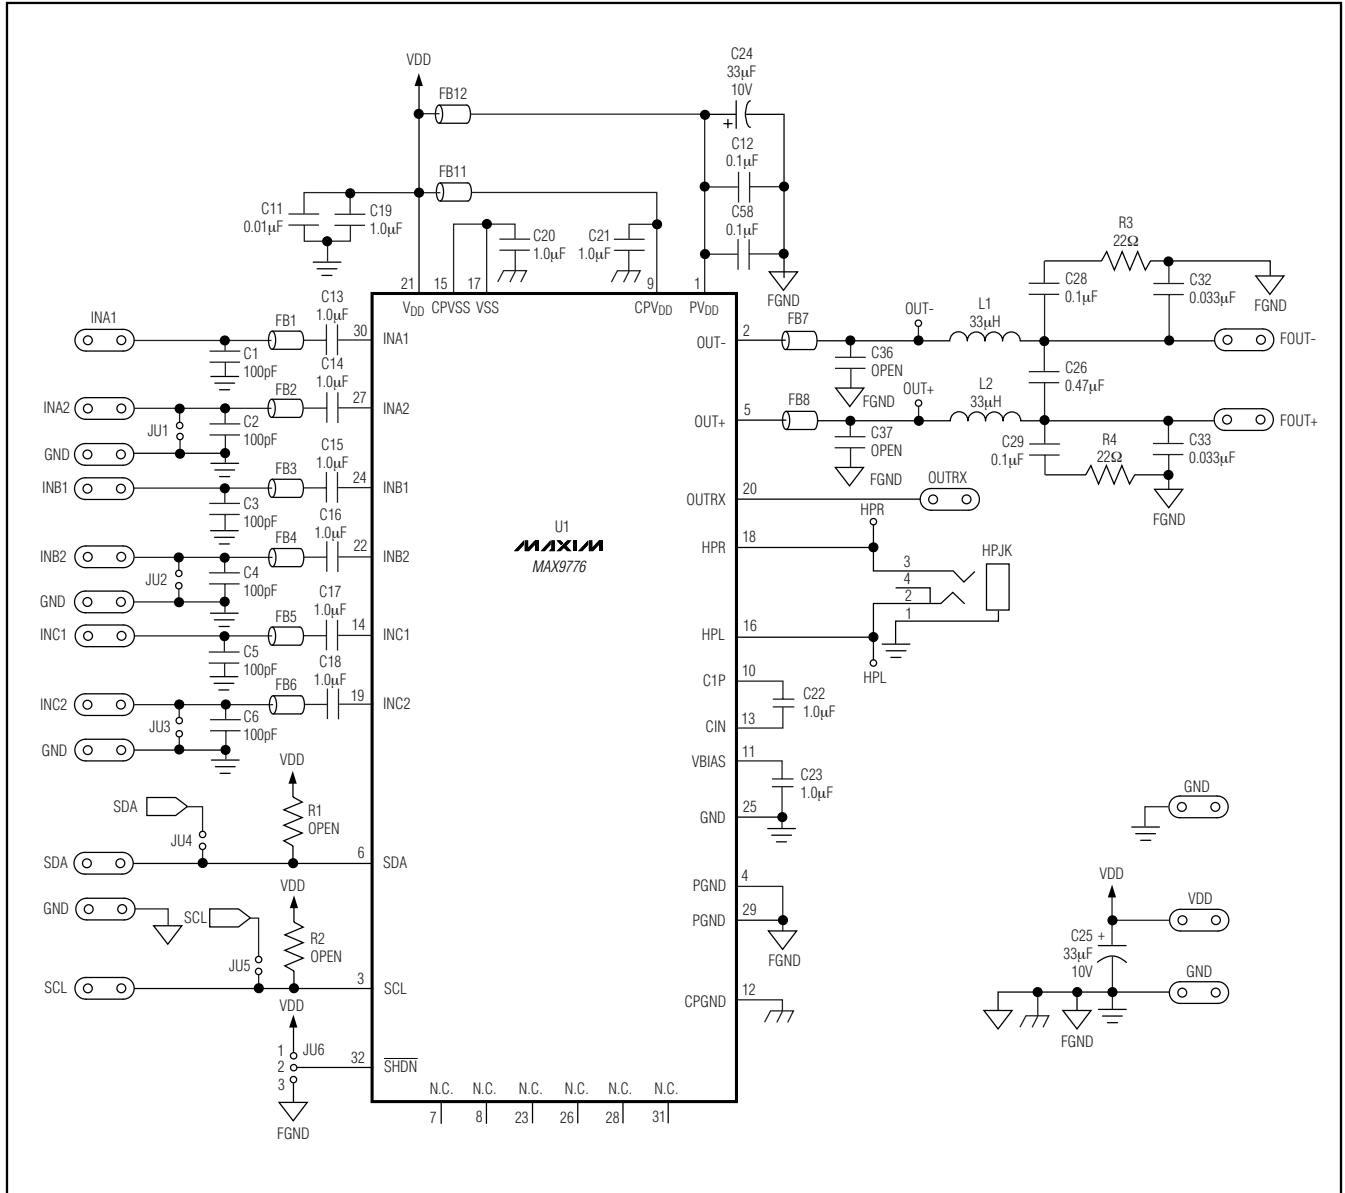 VDD
C24
33µF
10V
+
FB12
C12
0.1µF
FB11
C58
0.1µF
C11
0.01µF
C19
1.0µF
C20
1.0µF
C21
1.0µF
FGND
21
15
17
9
1
VDD
CPVSS
VSS
CPVDD
PVDD
R3
22Ω
C28
0.1µF
C32
0.033µF
FGND
INA1
FB1
C13
1.0µF
30
INA1
C1
100pF
INA2
FB2
C14
1.0µF
27
INA2
JU1
C2
100pF
GND
INB1
FB3
C15
1.0µF
24
INB1
C3
100pF
INB2
FB4
C16
1.0µF
22
INB2
JU2
C4
100pF
GND
INC1
FB5
C17
1.0µF
14
INC1
C5
100pF
INC2
FB6
C18
1.0µF
19
INC2
JU3
C6
100pF
GND
VDD
SDA
R1
OPEN
JU4
SDA
6
SDA
GND
VDD
SCL
R2
OPEN
JU5
SCL
3
SCL
VDD
1
JU6
2
3
32
SHDN
FGND
U1
MAXIM
MAX9776
OUT-
2
FB7
C36
OPEN
FGND
OUT-
L1
33µH
C26
0.47µF
FOUT-
OUT+
5
FB8
C37
OPEN
FGND
OUT+
L2
33µH
C29
0.1µF
R4
22Ω
C33
0.033µF
FGND
FOUT+
OUTRX
20
OUTRX
HPR
18
HPR
3
4
2
1
HPJK
HPL
16
HPL
C1P
10
C22
1.0µF
CIN
13
VBIAS
11
C23
1.0µF
GND
25
PGND
4
PGND
29
FGND
CPGND
12
GND
VDD
VDD
C25
+
33µF
10V
GND
FGND
N.C.
N.C.
N.C.
N.C.
N.C.
N.C.
7
8
23
26
28
31